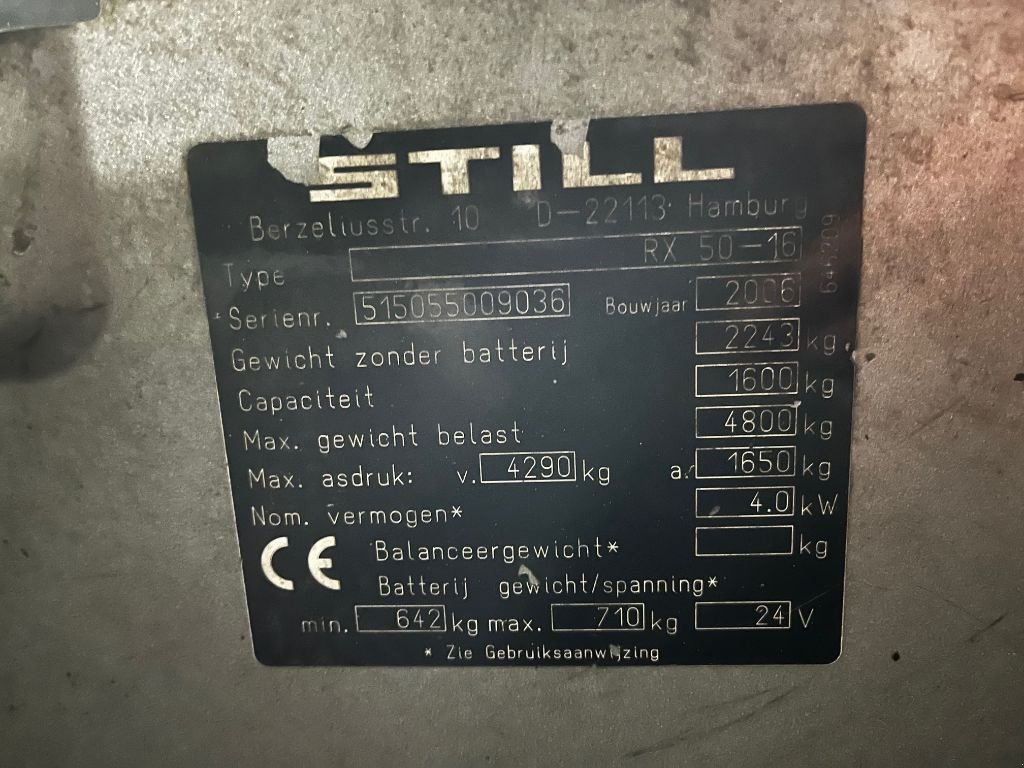 STILL
Berzeliusstr. 10 D-22113 Hamburg
Type RX 50-16
Serienr. 515055009036 Bouwjaar 2006
Gewicht zonder batterij 2243 kg
Capaciteit 1600 kg
Max. gewicht belast 4800 kg
Max. asdruk: v. 4290 kg a. 1650 kg
Nom. vermogen* 4.0 kW
CE Balanceergewicht* kg
Batterij gewicht/spanning*
min. 642 kg max. 710 kg 24 V
* Zie Gebruiksaanwijzing